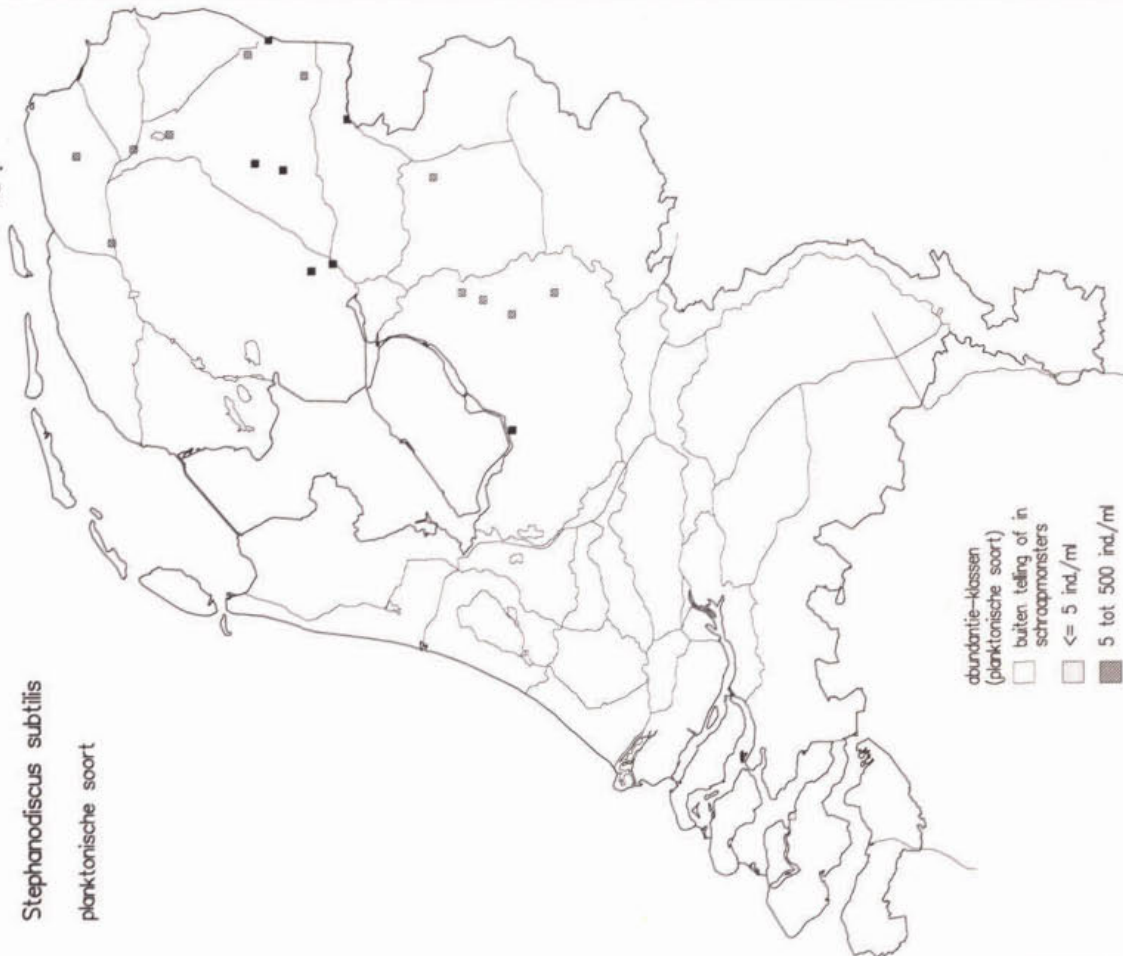 Stephanodiscus subtilis
planktonische soort
abundantie-klassen
(planktonische soort)
buiten telling of in
schraapmonsters
<= 5 ind./ml
5 tot 500 ind./ml